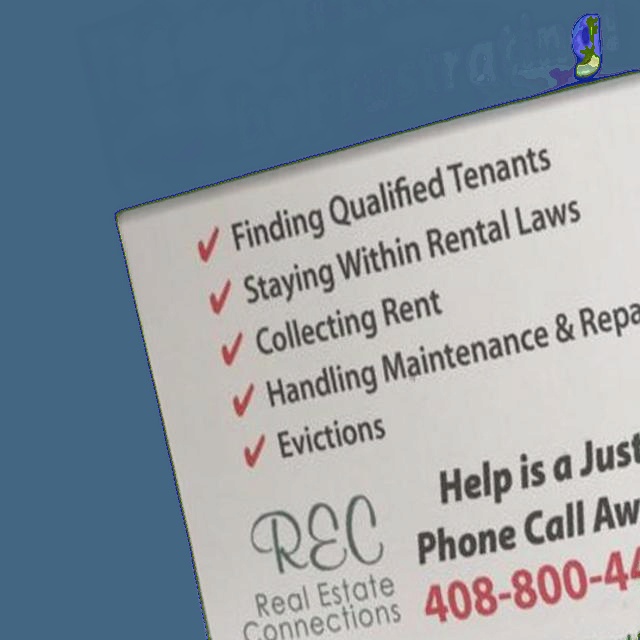 Finding Qualified Tenants
Staying Within Rental Laws
Collecting Rent
Handling Maintenance & Repa
Evictions
Help is a Just
Phone Call Aw
408-800-44
REC
Real Estate
Connections